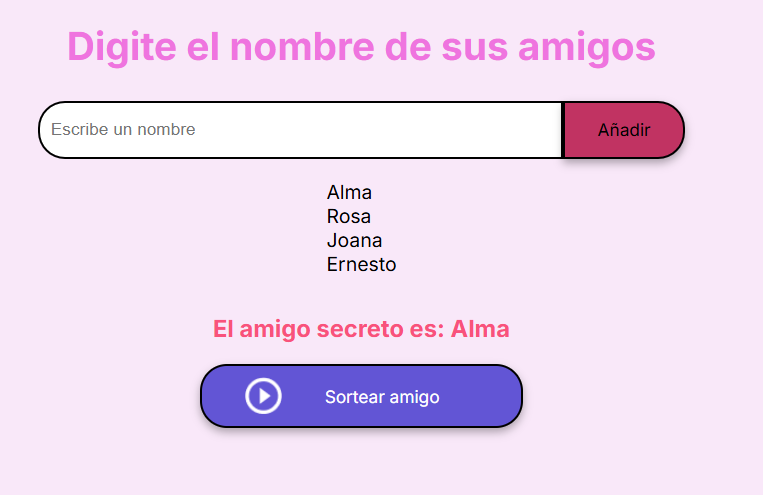 Digite el nombre de sus amigos
Escribe un nombre
Añadir
Alma
Rosa
Joana
Ernesto
El amigo secreto es: Alma
Sortear amigo